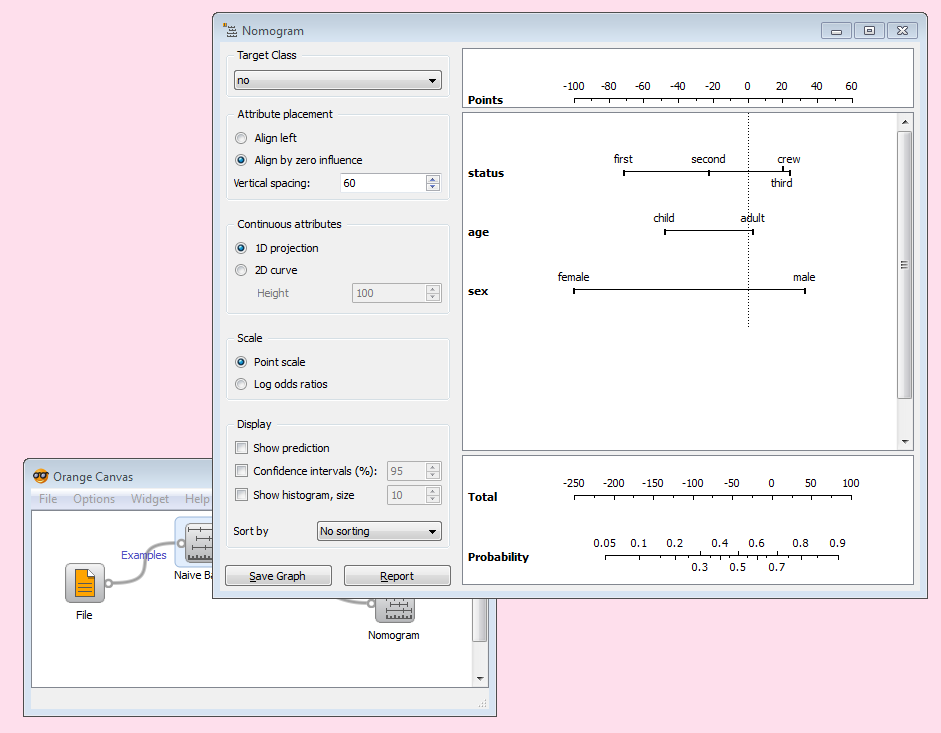 Nomogram
Target Class
no
Attribute placement
Align left
Align by zero influence
Vertical spacing: 60
Continuous attributes
1D projection
2D curve
Height 100
Scale
Point scale
Log odds ratios
Display
Show prediction
Confidence intervals (%): 95
Show histogram, size 10
Sort by No sorting
Save Graph Report
-100 -80 -60 -40 -20 0 20 40 60
Points
first second crew
status
third
child adult
age
female male
sex
-250 -200 -150 -100 -50 0 50 100
Total
0.05 0.1 0.2 0.4 0.6 0.8 0.9
Probability
0.3 0.5 0.7
Orange Canvas
File Options Widget Help
Examples
Naive
File
Nomogram